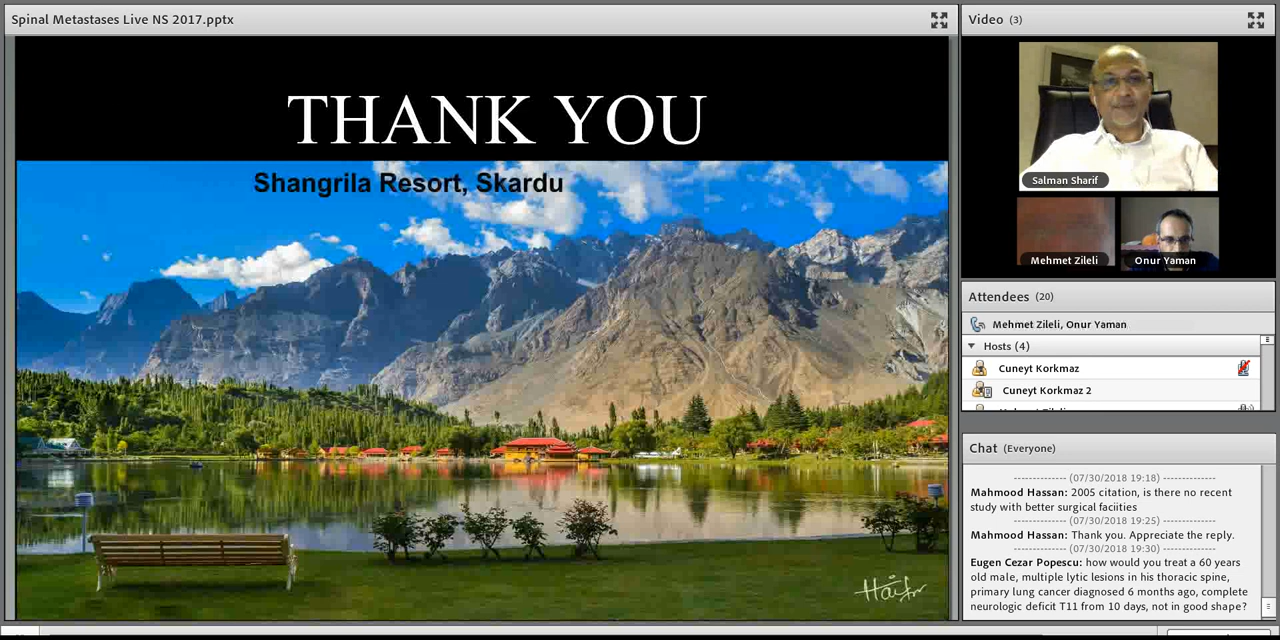 Spinal Metastases Live NS 2017.pptx
THANK YOU
Shangrila Resort, Skardu
Video (3)
Salman Sharif
Mehmet Zileli
Onur Yaman
Attendees (20)
Mehmet Zileli, Onur Yaman
Hosts (4)
Cuneyt Korkmaz
Cuneyt Korkmaz 2
Chat (Everyone)
-------------- (07/30/2018 19:18) --------------
Mahmood Hassan: 2005 citation, is there no recent
study with better surgical faciities
-------------- (07/30/2018 19:25) --------------
Mahmood Hassan: Thank you. Appreciate the reply.
-------------- (07/30/2018 19:30) --------------
Eugen Cezar Popescu: how would you treat a 60 years
old male, multiple lytic lesions in his thoracic spine,
primary lung cancer diagnosed 6 months ago, complete
neurologic deficit T11 from 10 days, not in good shape?